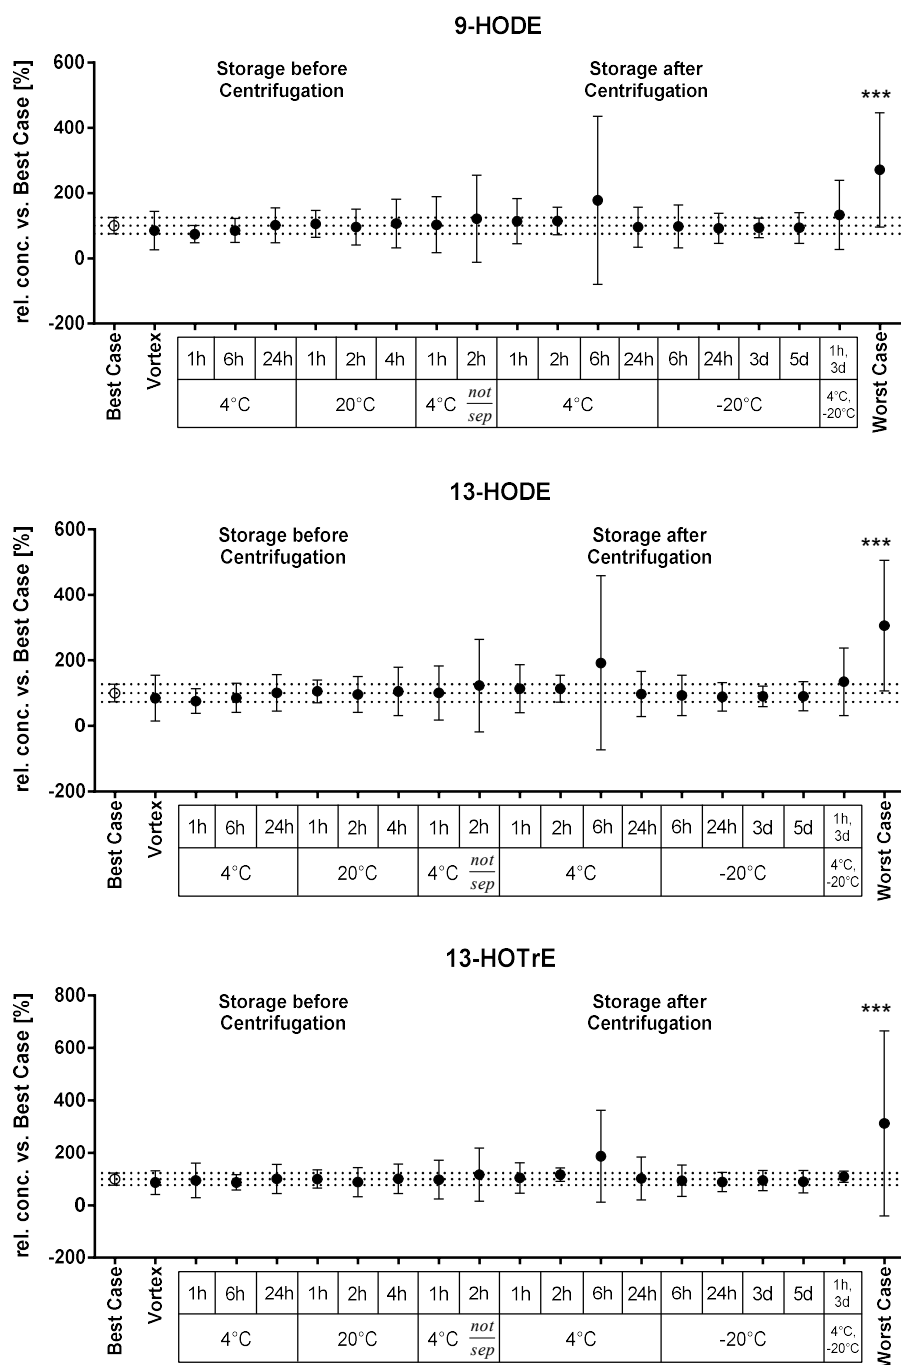 9-HODE
rel. conc. vs. Best Case [%]
600
400
200
0
-200
Storage before
Centrifugation
Storage after
Centrifugation
***
Best Case
Vortex
1h 6h 24h 1h 2h 4h 1h 2h 1h 2h 6h 24h 6h 24h 3d 5d 1h, 3d
4°C 20°C 4°C not sep 4°C -20°C 4°C, -20°C
Worst Case
13-HODE
rel. conc. vs. Best Case [%]
600
400
200
0
-200
Storage before
Centrifugation
Storage after
Centrifugation
***
Best Case
Vortex
1h 6h 24h 1h 2h 4h 1h 2h 1h 2h 6h 24h 6h 24h 3d 5d 1h, 3d
4°C 20°C 4°C not sep 4°C -20°C 4°C, -20°C
Worst Case
13-HOTrE
rel. conc. vs. Best Case [%]
800
600
400
200
0
-200
Storage before
Centrifugation
Storage after
Centrifugation
***
Best Case
Vortex
1h 6h 24h 1h 2h 4h 1h 2h 1h 2h 6h 24h 6h 24h 3d 5d 1h, 3d
4°C 20°C 4°C not sep 4°C -20°C 4°C, -20°C
Worst Case